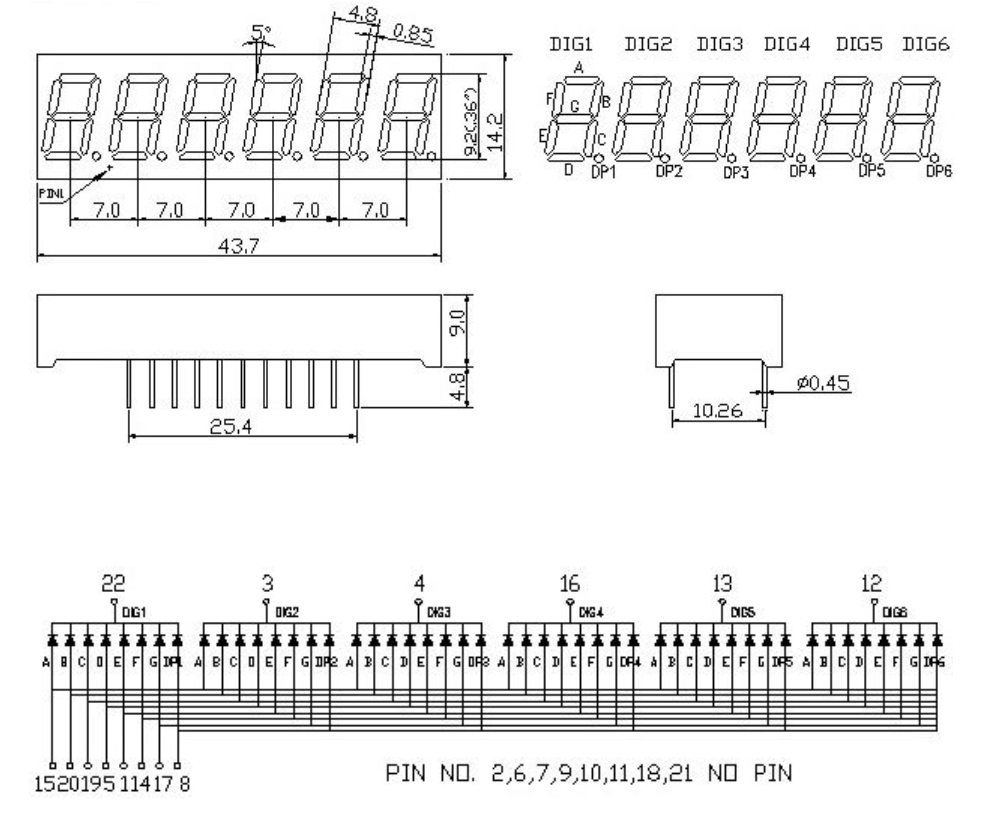 5°
4.8
0.85
9.2(.36")
14.2
PIN1
7.0 7.0 7.0 7.0 7.0
43.7
DIG1 DIG2 DIG3 DIG4 DIG5 DIG6
A
F G B
E C
D DP1 DP2 DP3 DP4 DP5 DP6
9.0
4.8
25.4
Ø0.45
10.26
22 3 4 16 13 12
DIG1 DIG2 DIG3 DIG4 DIG5 DIG6
A B C D E F G DP1 A B C D E F G DP2 A B C D E F G DP3 A B C D E F G DP4 A B C D E F G DP5 A B C D E F G DP6
15 20 19 5 1 14 17 8
PIN NO. 2,6,7,9,10,11,18,21 NO PIN